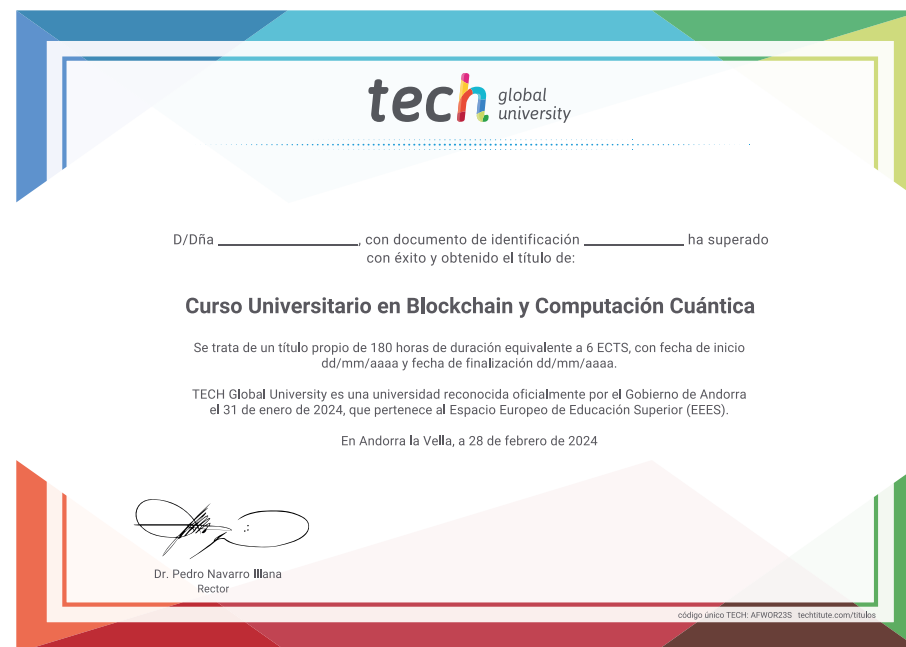 tech global university
D/Dña ______________, con documento de identificación __________ ha superado
con éxito y obtenido el título de:
Curso Universitario en Blockchain y Computación Cuántica
Se trata de un título propio de 180 horas de duración equivalente a 6 ECTS, con fecha de inicio
dd/mm/aaaa y fecha de finalización dd/mm/aaaa.
TECH Global University es una universidad reconocida oficialmente por el Gobierno de Andorra
el 31 de enero de 2024, que pertenece al Espacio Europeo de Educación Superior (EEES).
En Andorra la Vella, a 28 de febrero de 2024
Dr. Pedro Navarro Illana
Rector
código único TECH: AFWOR23S techtitute.com/titulos